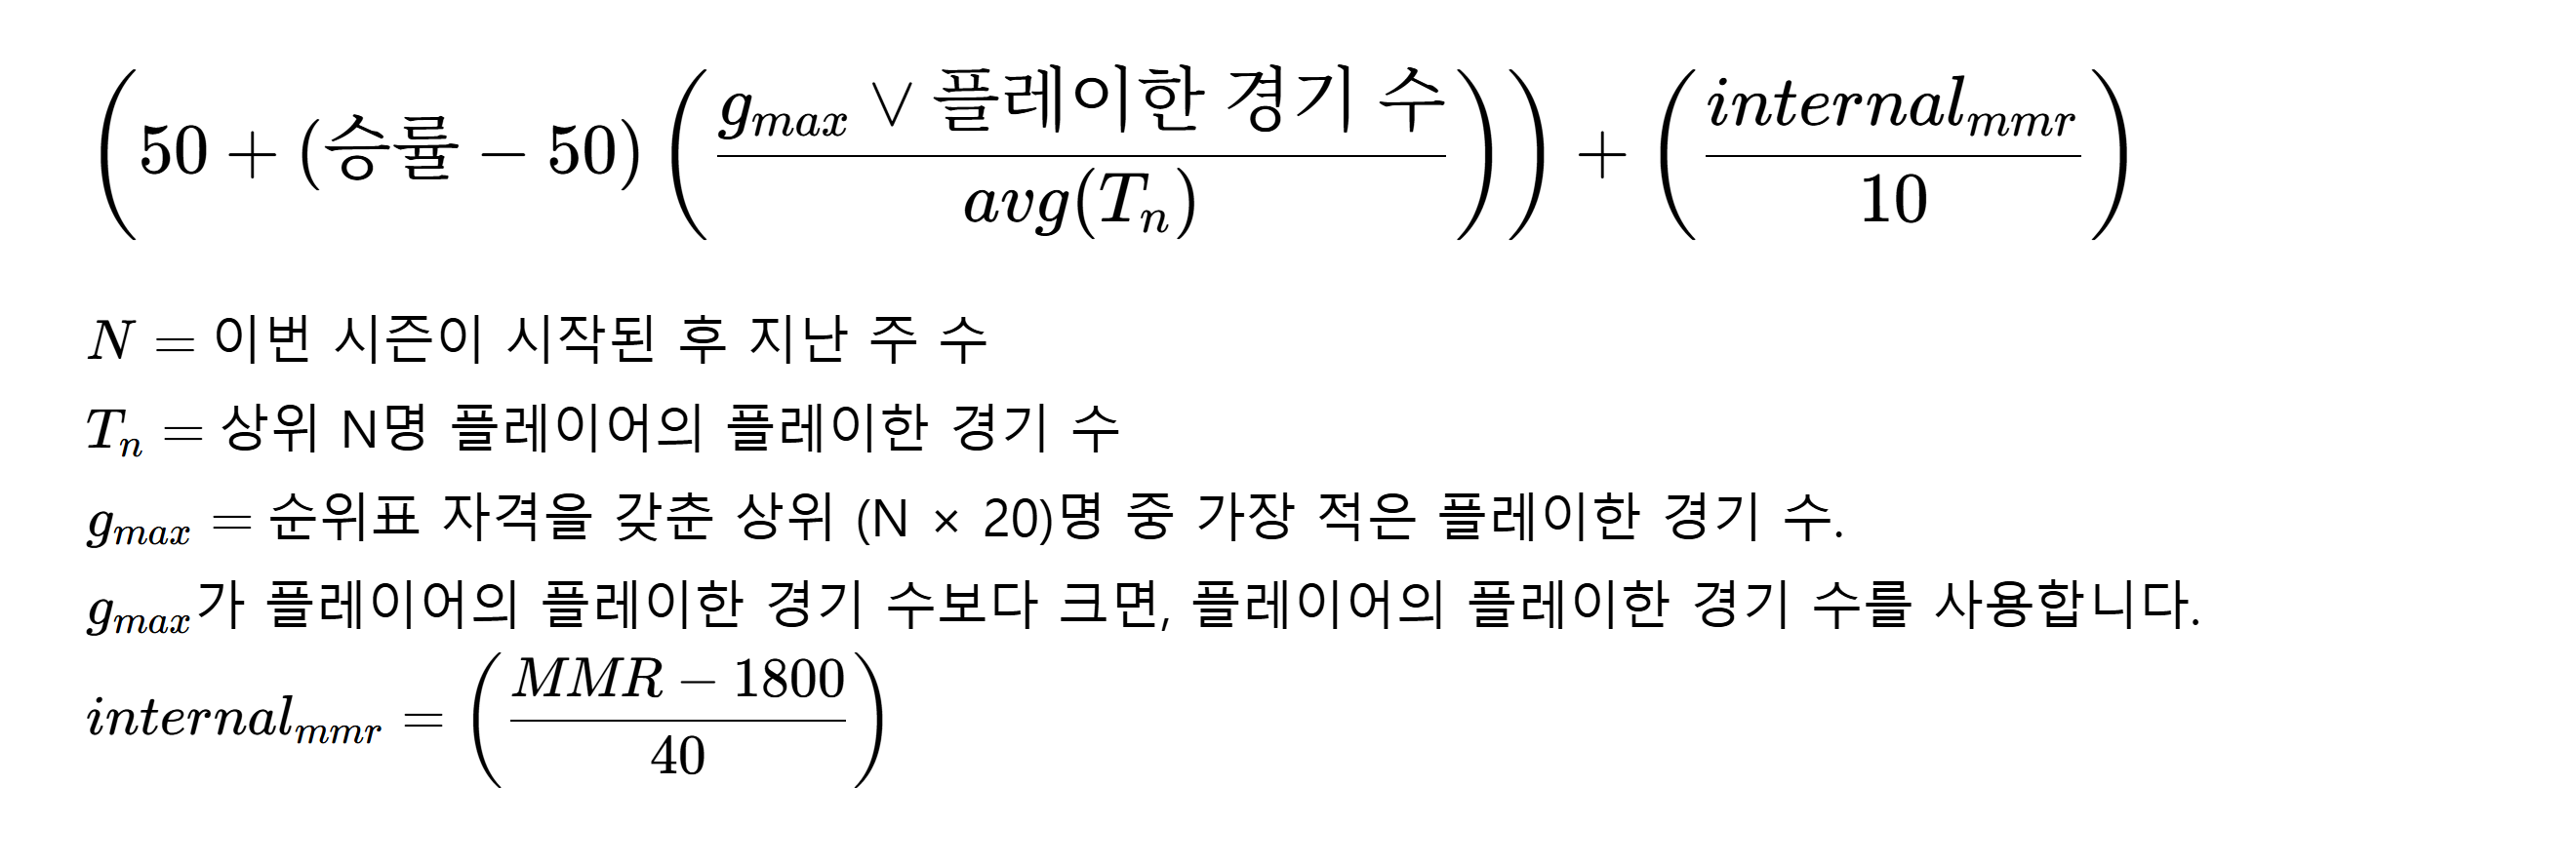 (50 + (승률 − 50) (g_max ∨ 플레이한 경기 수 / avg(T_n))) + (internal_mmr / 10)
N = 이번 시즌이 시작된 후 지난 주 수
T_n = 상위 N명 플레이어의 플레이한 경기 수
g_max = 순위표 자격을 갖춘 상위 (N × 20)명 중 가장 적은 플레이한 경기 수.
g_max가 플레이어의 플레이한 경기 수보다 크면, 플레이어의 플레이한 경기 수를 사용합니다.
internal_mmr = (MMR − 1800 / 40)